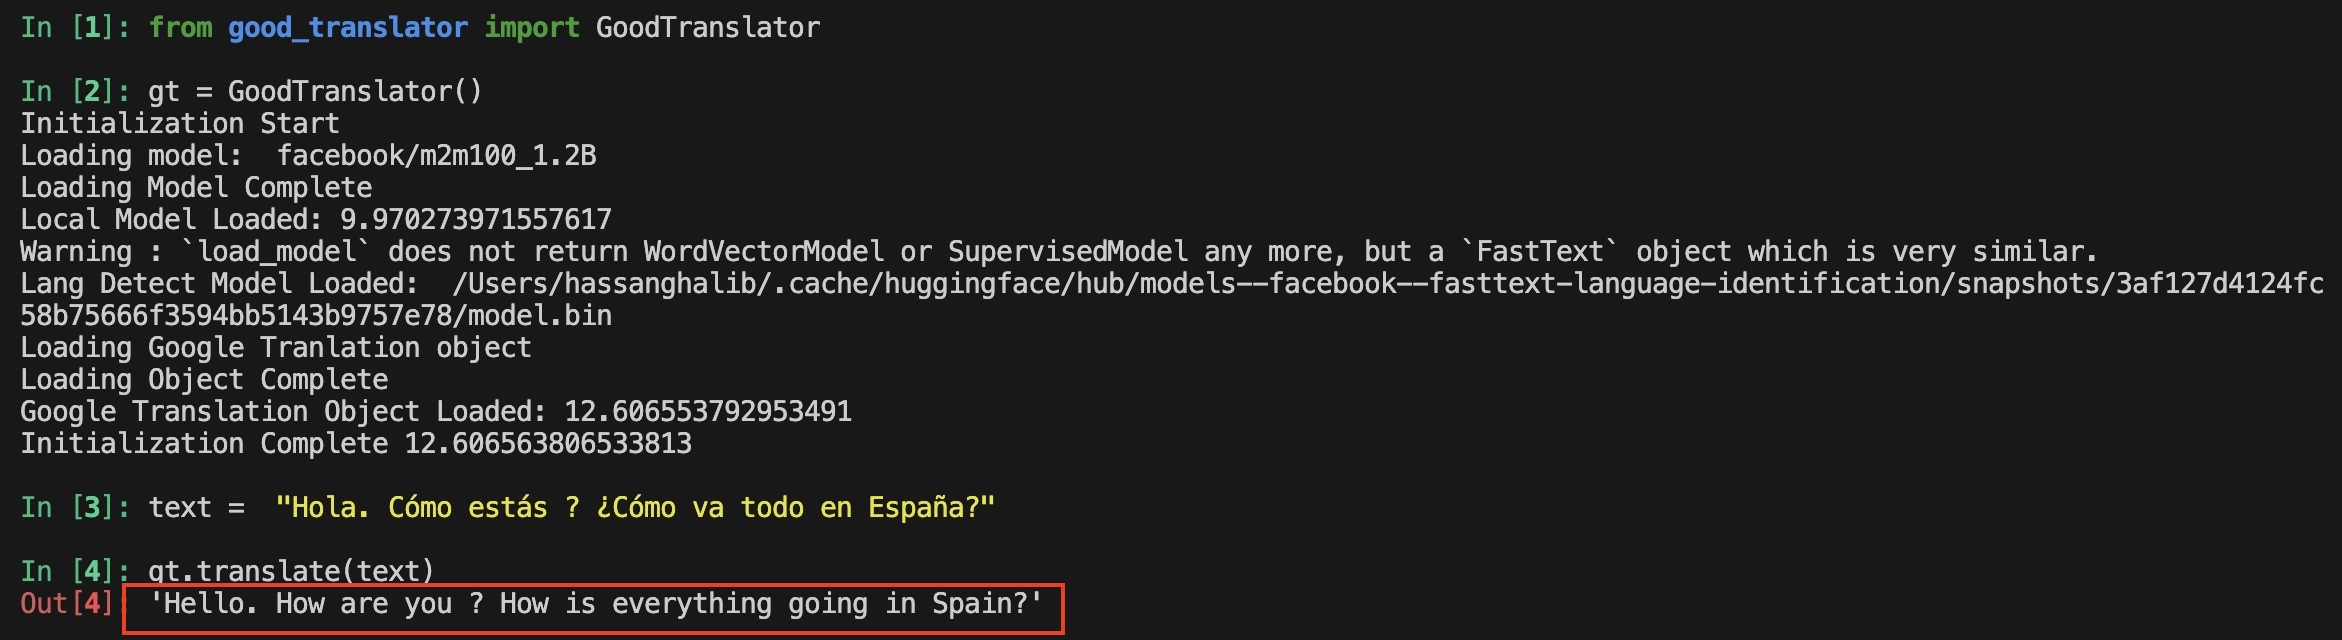 In [1]: from good_translator import GoodTranslator
In [2]: gt = GoodTranslator()
Initialization Start
Loading model:  facebook/m2m100_1.2B
Loading Model Complete
Local Model Loaded: 9.970273971557617
Warning : `load_model` does not return WordVectorModel or SupervisedModel any more, but a `FastText` object which is very similar.
Lang Detect Model Loaded:  /Users/hassanghalib/.cache/huggingface/hub/models--facebook--fasttext-language-identification/snapshots/3af127d4124fc
58b75666f3594bb5143b9757e78/model.bin
Loading Google Tranlation object
Loading Object Complete
Google Translation Object Loaded: 12.606553792953491
Initialization Complete 12.606563806533813
In [3]: text =  "Hola. Cómo estás ? ¿Cómo va todo en España?"
In [4]: gt.translate(text)
Out[4]: 'Hello. How are you ? How is everything going in Spain?'